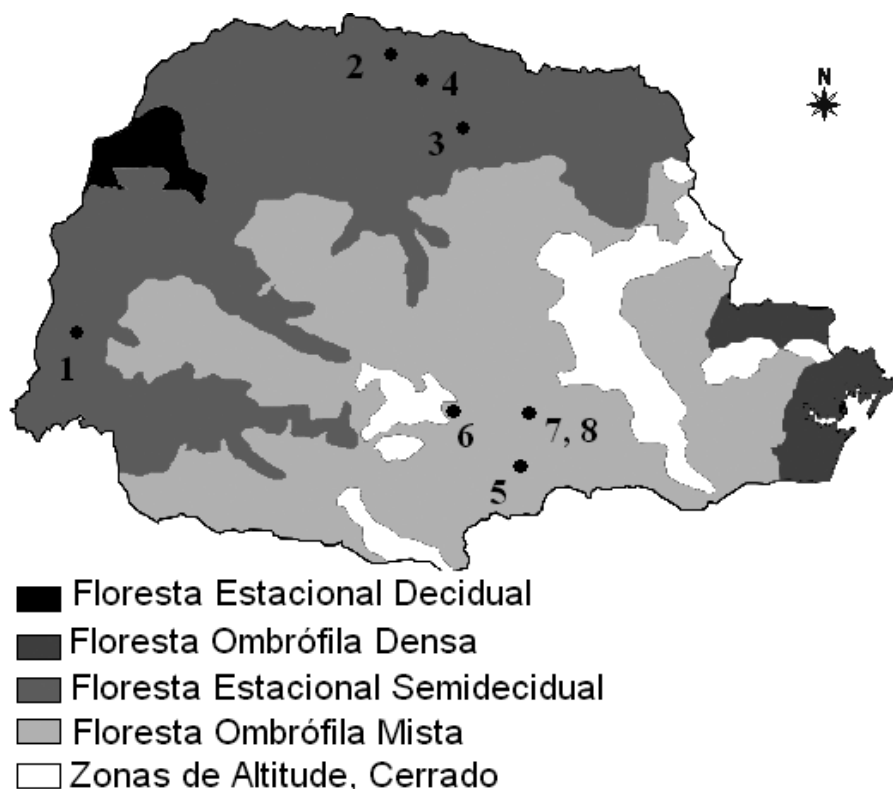 N
2
4
3
1
6
7, 8
5
Floresta Estacional Decidual
Floresta Ombrófila Densa
Floresta Estacional Semidecidual
Floresta Ombrófila Mista
Zonas de Altitude, Cerrado